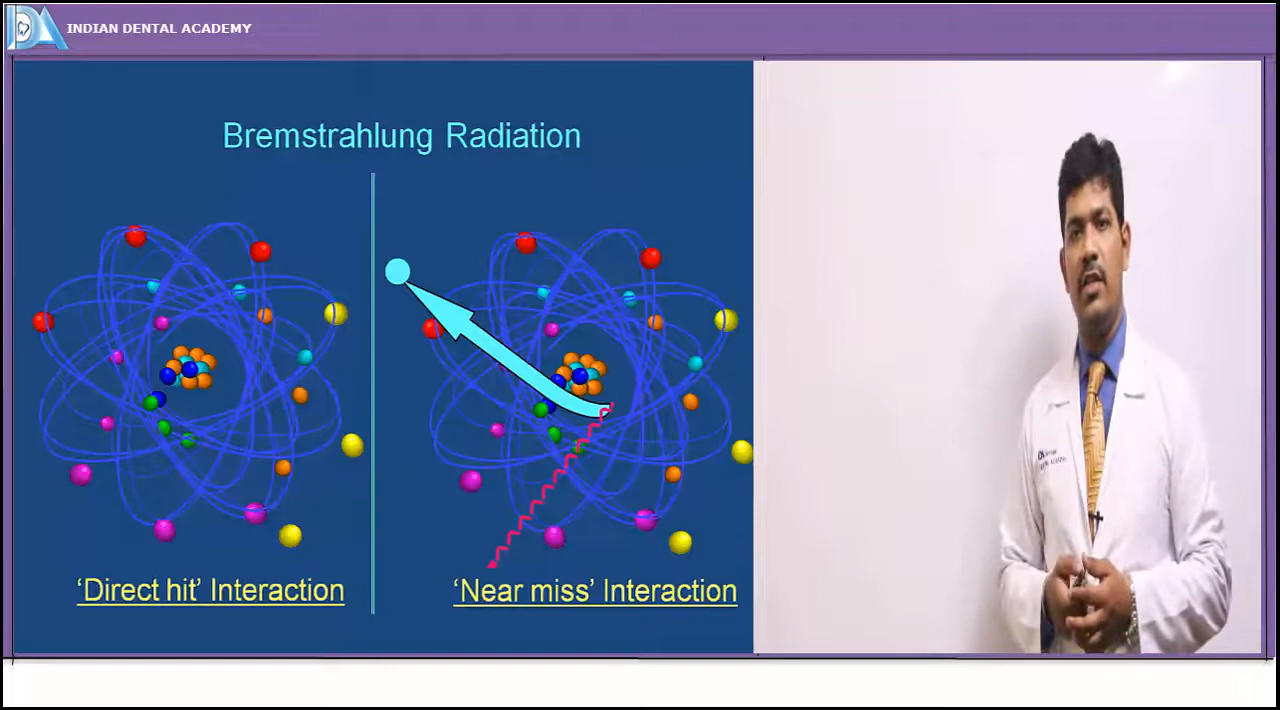 INDIAN DENTAL ACADEMY
Bremstrahlung Radiation
‘Direct hit’ Interaction
‘Near miss’ Interaction